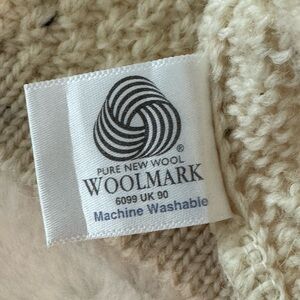 ®
PURE NEW WOOL
WOOLMARK
6099 UK 90
Machine Washable